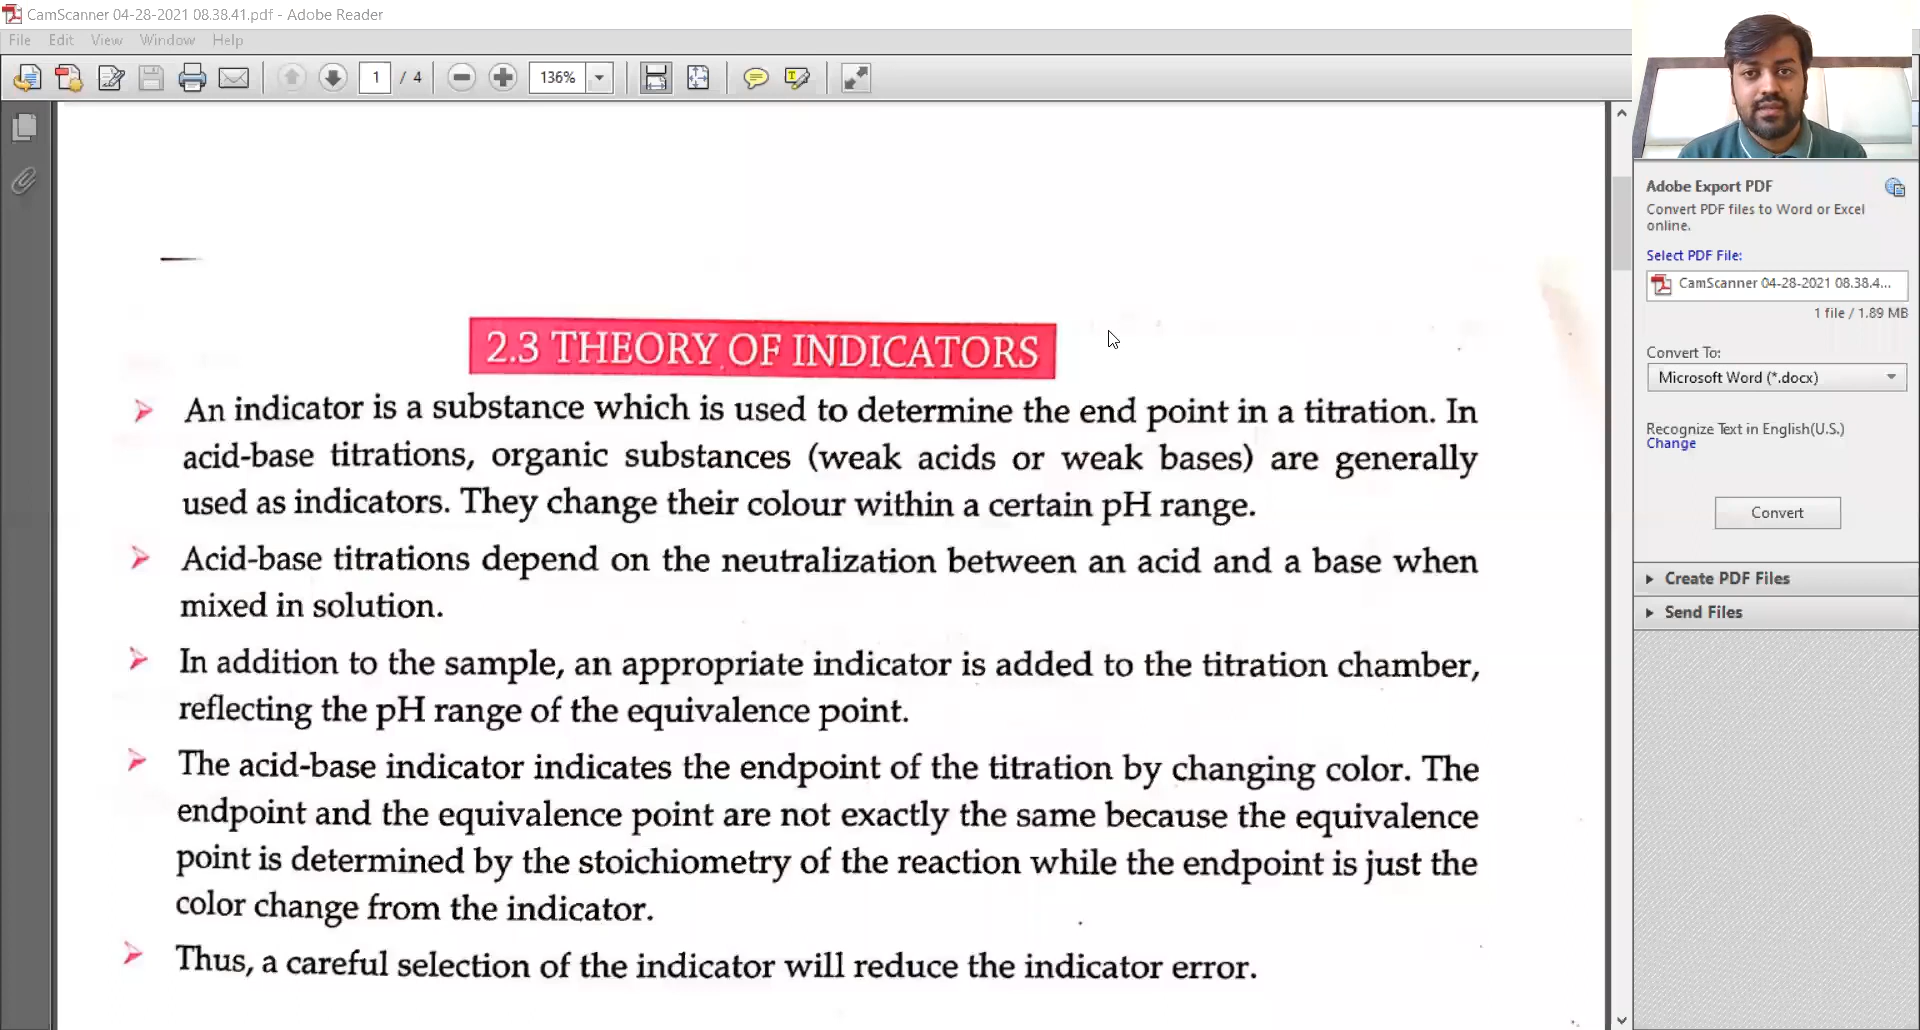 CamScanner 04-28-2021 08.38.41.pdf - Adobe Reader
File Edit View Window Help
1 / 4 136%
2.3 THEORY OF INDICATORS
An indicator is a substance which is used to determine the end point in a titration. In
acid-base titrations, organic substances (weak acids or weak bases) are generally
used as indicators. They change their colour within a certain pH range.
Acid-base titrations depend on the neutralization between an acid and a base when
mixed in solution.
In addition to the sample, an appropriate indicator is added to the titration chamber,
reflecting the pH range of the equivalence point.
The acid-base indicator indicates the endpoint of the titration by changing color. The
endpoint and the equivalence point are not exactly the same because the equivalence
point is determined by the stoichiometry of the reaction while the endpoint is just the
color change from the indicator.
Thus, a careful selection of the indicator will reduce the indicator error.
Adobe Export PDF
Convert PDF files to Word or Excel
online.
Select PDF File:
CamScanner 04-28-2021 08.38.4...
1 file / 1.89 MB
Convert To:
Microsoft Word (*.docx)
Recognize Text in English(U.S.)
Change
Convert
Create PDF Files
Send Files